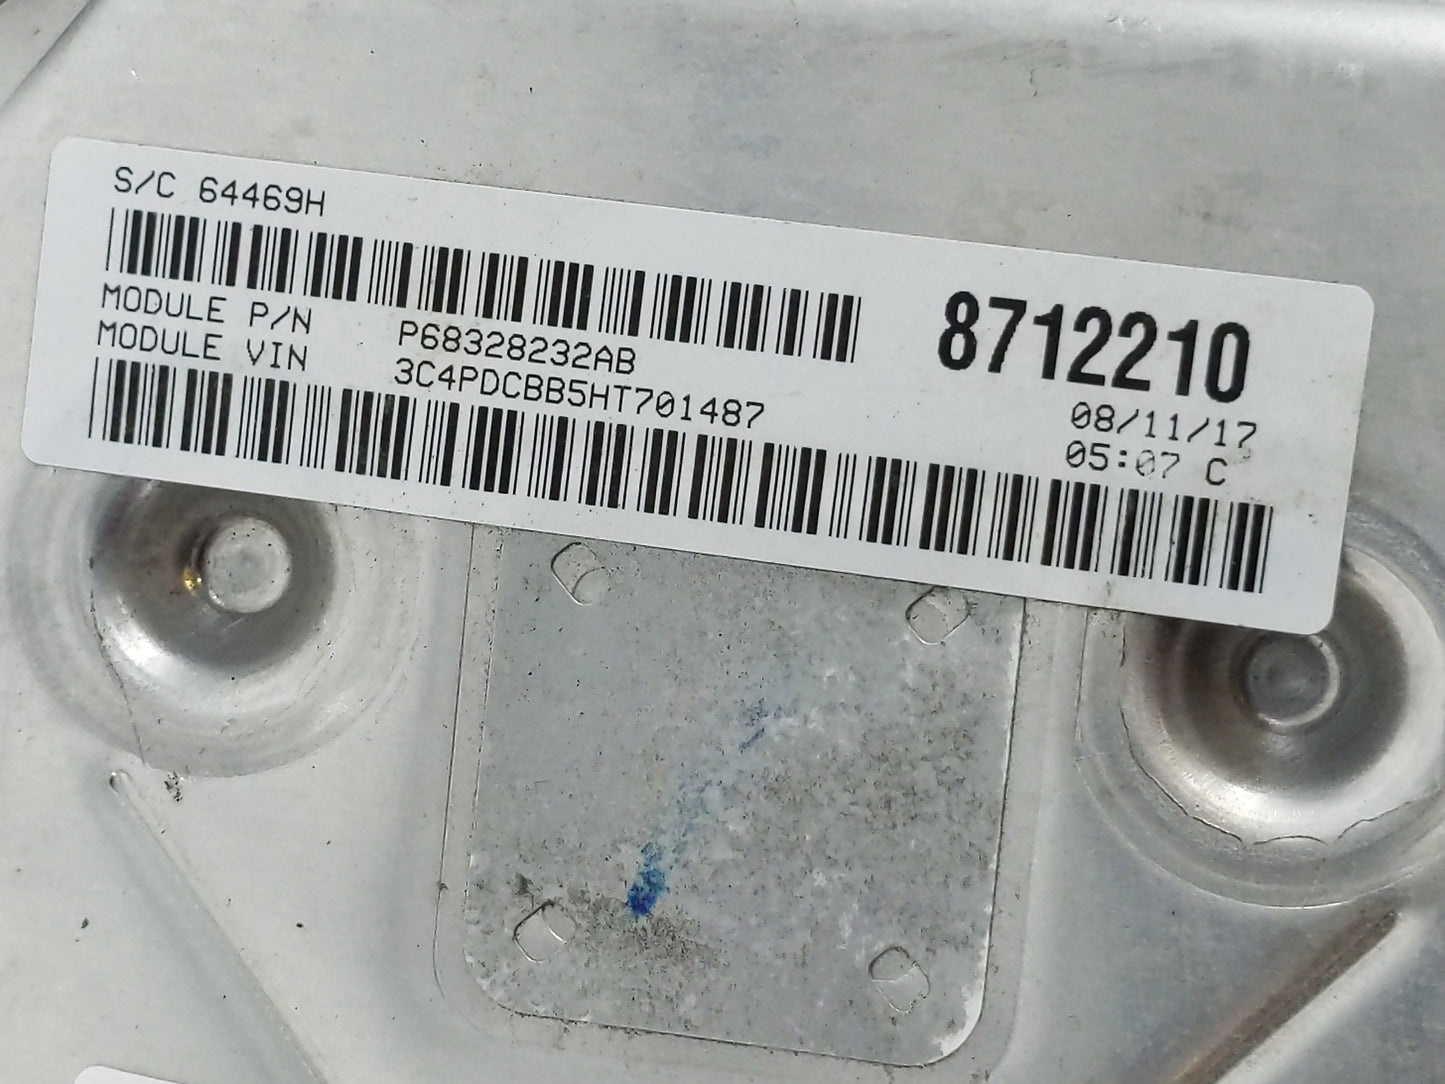 S/C 64469H
8712210
MODULE P/N P68328232AB
MODULE VIN 3C4PDCBB5HT701487
08/11/17
05:07 C